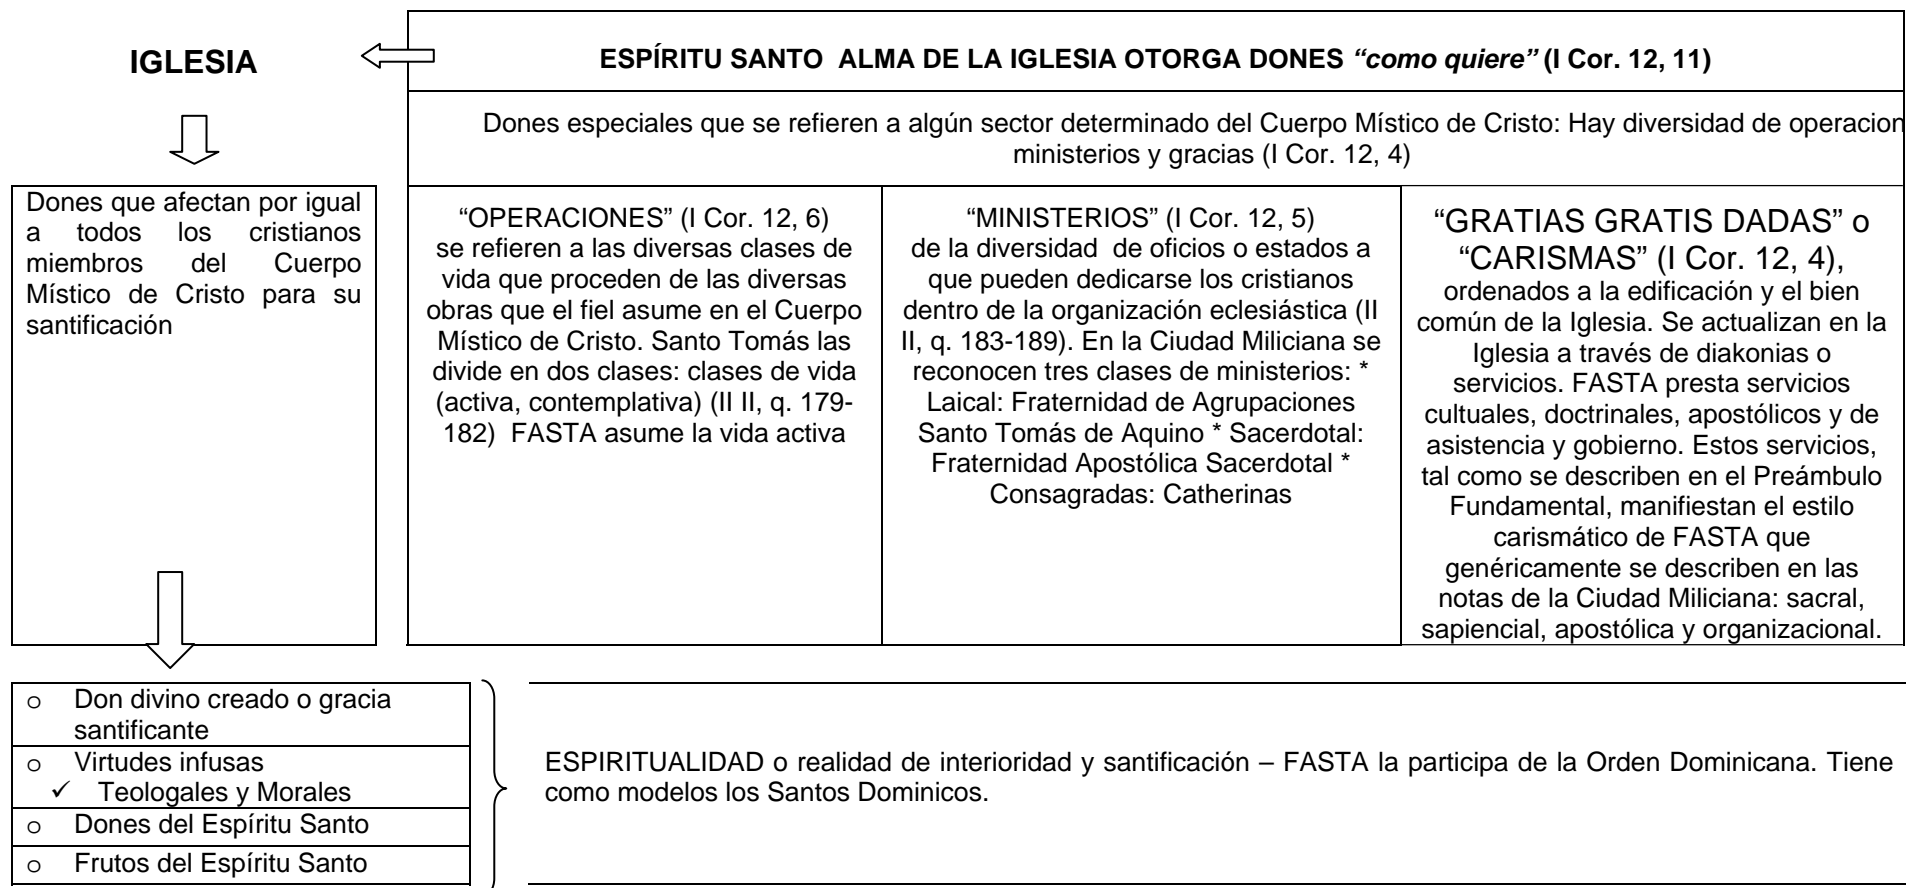 IGLESIA
ESPÍRITU SANTO ALMA DE LA IGLESIA OTORGA DONES “como quiere” (I Cor. 12, 11)
Dones especiales que se refieren a algún sector determinado del Cuerpo Místico de Cristo: Hay diversidad de operacion
ministerios y gracias (I Cor. 12, 4)
Dones que afectan por igual
a todos los cristianos
miembros del Cuerpo
Místico de Cristo para su
santificación
“OPERACIONES” (I Cor. 12, 6)
se refieren a las diversas clases de
vida que proceden de las diversas
obras que el fiel asume en el Cuerpo
Místico de Cristo. Santo Tomás las
divide en dos clases: clases de vida
(activa, contemplativa) (II II, q. 179-
182) FASTA asume la vida activa
“MINISTERIOS” (I Cor. 12, 5)
de la diversidad de oficios o estados a
que pueden dedicarse los cristianos
dentro de la organización eclesiástica (II
II, q. 183-189). En la Ciudad Miliciana se
reconocen tres clases de ministerios: *
Laical: Fraternidad de Agrupaciones
Santo Tomás de Aquino * Sacerdotal:
Fraternidad Apostólica Sacerdotal *
Consagradas: Catherinas
“GRATIAS GRATIS DADAS” o
“CARISMAS” (I Cor. 12, 4),
ordenados a la edificación y el bien
común de la Iglesia. Se actualizan en la
Iglesia a través de diakonias o
servicios. FASTA presta servicios
cultuales, doctrinales, apostólicos y de
asistencia y gobierno. Estos servicios,
tal como se describen en el Preámbulo
Fundamental, manifiestan el estilo
carismático de FASTA que
genéricamente se describen en las
notas de la Ciudad Miliciana: sacral,
sapiencial, apostólica y organizacional.
o Don divino creado o gracia
santificante
o Virtudes infusas
✓ Teologales y Morales
o Dones del Espíritu Santo
o Frutos del Espíritu Santo
ESPIRITUALIDAD o realidad de interioridad y santificación – FASTA la participa de la Orden Dominicana. Tiene
como modelos los Santos Dominicos.